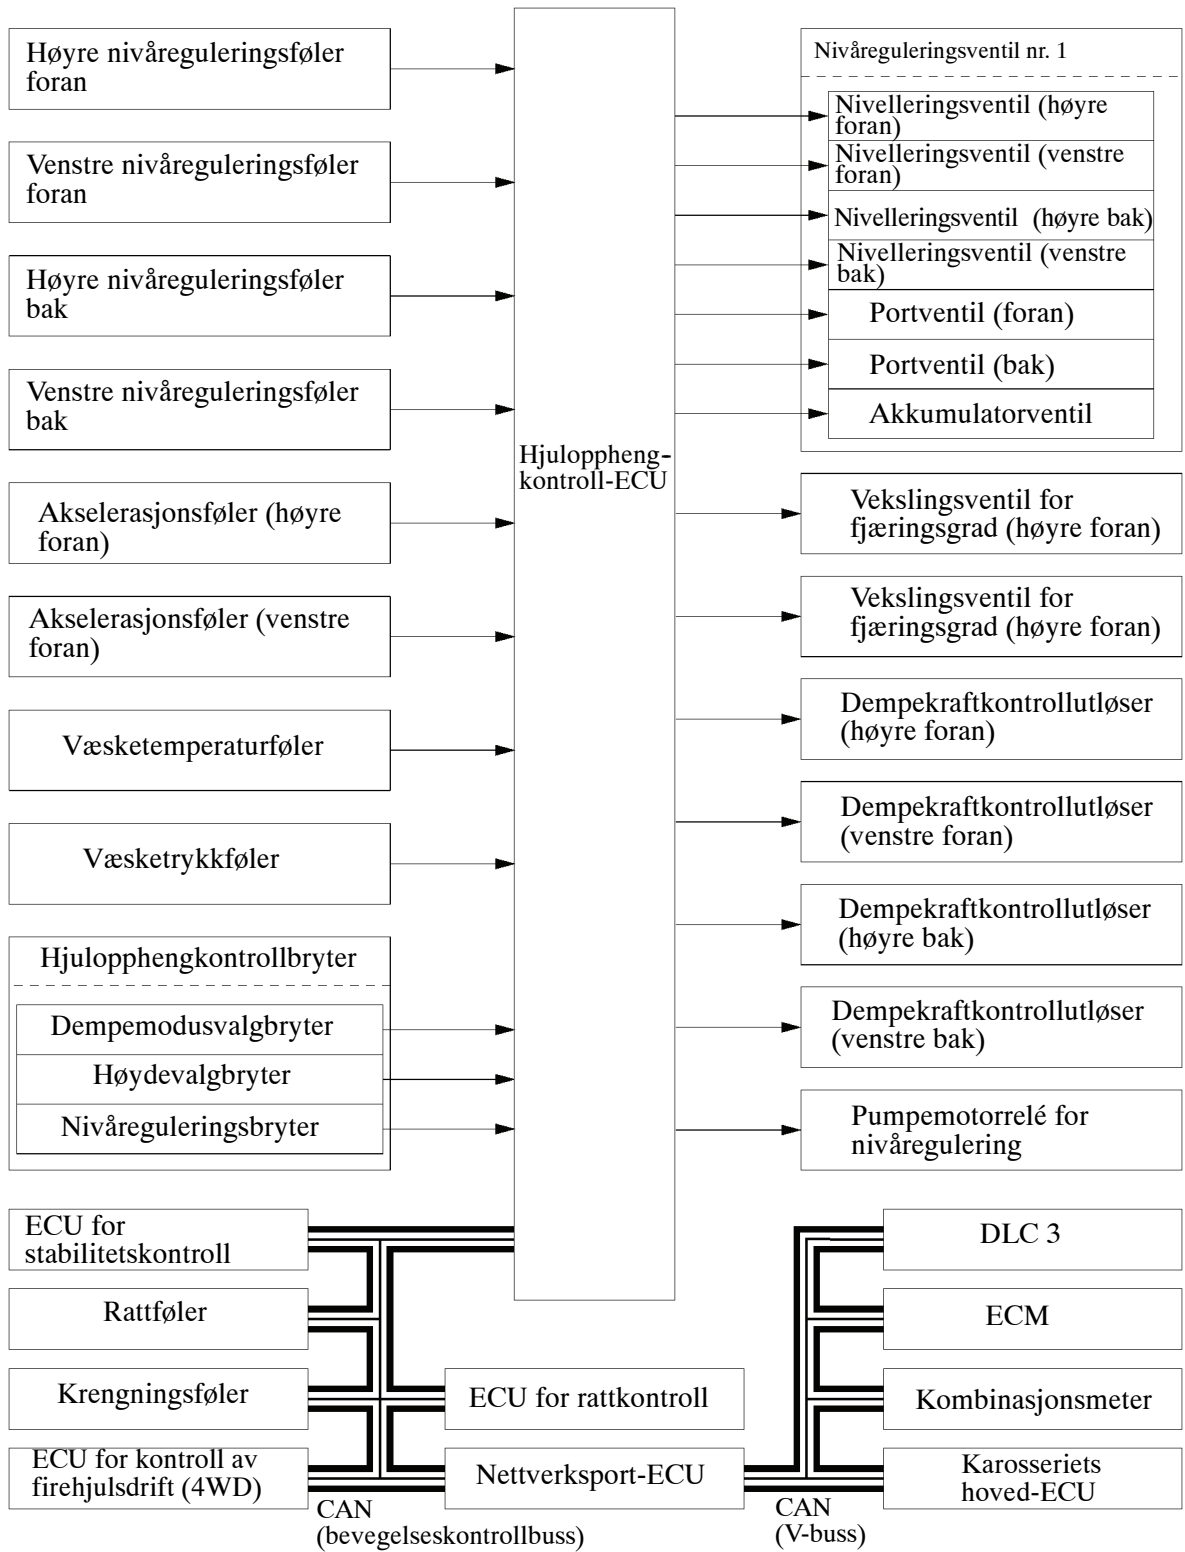 Høyre nivåreguleringsføler
foran
Venstre nivåreguleringsføler
foran
Høyre nivåreguleringsføler
bak
Venstre nivåreguleringsføler
bak
Akselerasjonsføler (høyre
foran)
Akselerasjonsføler (venstre
foran)
Væsketemperaturføler
Væsketrykkføler
Hjulopphengkontrollbryter
Dempemodusvalgbryter
Høydevalgbryter
Nivåreguleringsbryter
Hjuloppheng-
kontroll-ECU
Nivåreguleringsventil nr. 1
Nivelleringsventil (høyre
foran)
Nivelleringsventil (venstre
foran)
Nivelleringsventil (høyre bak)
Nivelleringsventil (venstre
bak)
Portventil (foran)
Portventil (bak)
Akkumulatorventil
Vekslingsventil for
fjæringsgrad (høyre foran)
Vekslingsventil for
fjæringsgrad (høyre foran)
Dempekraftkontrollutløser
(høyre foran)
Dempekraftkontrollutløser
(venstre foran)
Dempekraftkontrollutløser
(høyre bak)
Dempekraftkontrollutløser
(venstre bak)
Pumpemotorrelé for
nivåregulering
ECU for
stabilitetskontroll
Rattføler
Krengningsføler
ECU for kontroll av
firehjulsdrift (4WD)
CAN
(bevegelseskontrollbuss)
ECU for rattkontroll
Nettverksport-ECU
CAN
(V-buss)
DLC 3
ECM
Kombinasjonsmeter
Karosseriets
hoved-ECU